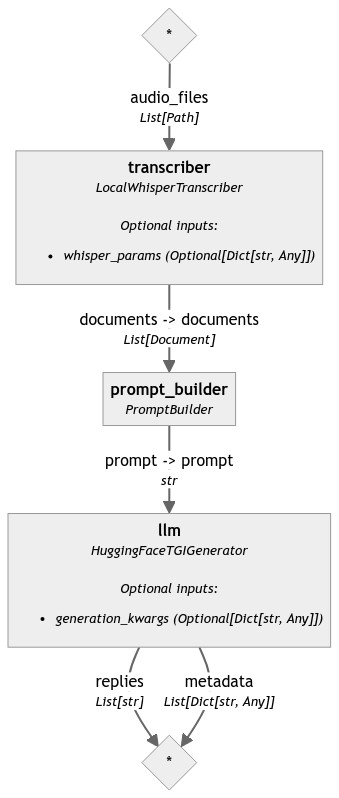 *
audio_files
List[Path]
transcriber
LocalWhisperTranscriber
Optional inputs:
• whisper_params (Optional[Dict[str, Any]])
documents -> documents
List[Document]
prompt_builder
PromptBuilder
prompt -> prompt
str
llm
HuggingFaceTGIGenerator
Optional inputs:
• generation_kwargs (Optional[Dict[str, Any]])
replies
List[str]
metadata
List[Dict[str, Any]]
*